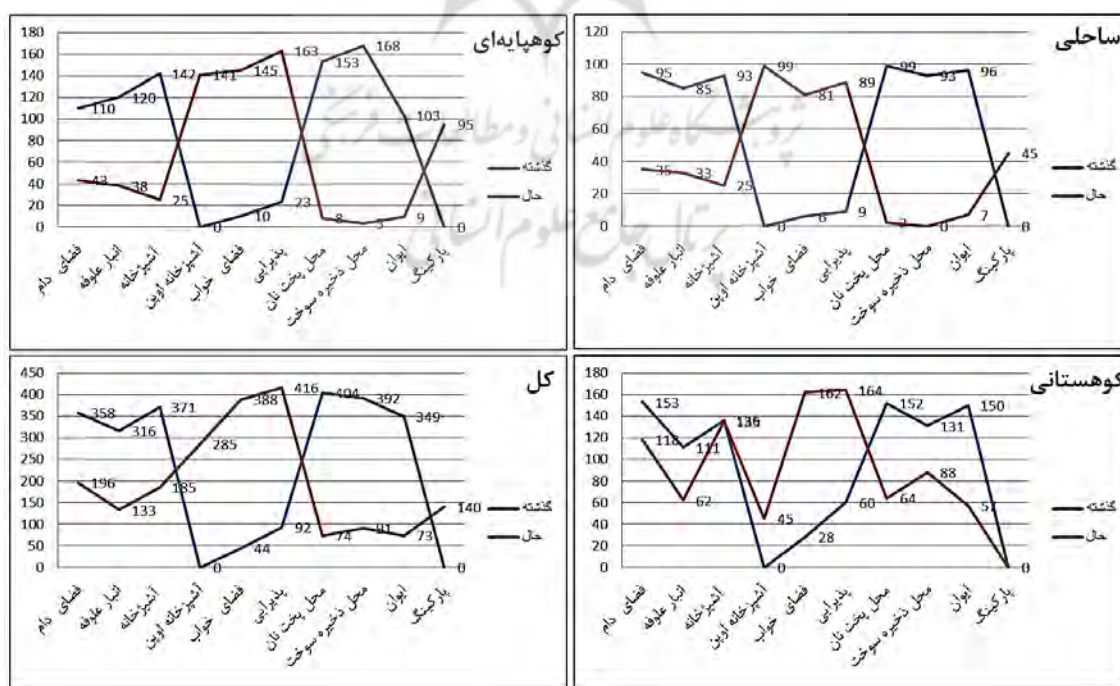 کوهپایه‌ای
180
160
140
120
100
80
60
40
20
0
110
120
142
0
10
23
153
168
103
0
43
38
25
141
145
163
8
3
9
95
گذشته
حال
فضای دام
انبار علوفه
آشپزخانه
آشپزخانه اوپن
فضای خواب
پذیرایی
محل پخت نان
محل ذخیره سوخت
ایوان
پارکینگ
ساحلی
120
100
80
60
40
20
0
95
85
93
0
6
9
99
93
96
0
35
33
25
99
81
89
2
0
7
45
گذشته
حال
فضای دام
انبار علوفه
آشپزخانه
آشپزخانه اوپن
فضای خواب
پذیرایی
محل پخت نان
محل ذخیره سوخت
ایوان
پارکینگ
کل
450
400
350
300
250
200
150
100
50
0
358
316
371
0
44
92
404
392
349
0
196
133
185
285
388
416
74
91
73
140
گذشته
حال
فضای دام
انبار علوفه
آشپزخانه
آشپزخانه اوپن
فضای خواب
پذیرایی
محل پخت نان
محل ذخیره سوخت
ایوان
پارکینگ
کوهستانی
180
160
140
120
100
80
60
40
20
0
153
111
136
0
28
60
152
131
150
0
118
62
45
162
164
64
88
57
گذشته
حال
فضای دام
انبار علوفه
آشپزخانه
آشپزخانه اوپن
فضای خواب
پذیرایی
محل پخت نان
محل ذخیره سوخت
ایوان
پارکینگ
پژوهشگاه علوم انسانی و مطالعات فرهنگی
پرتال جامع علوم انسانی